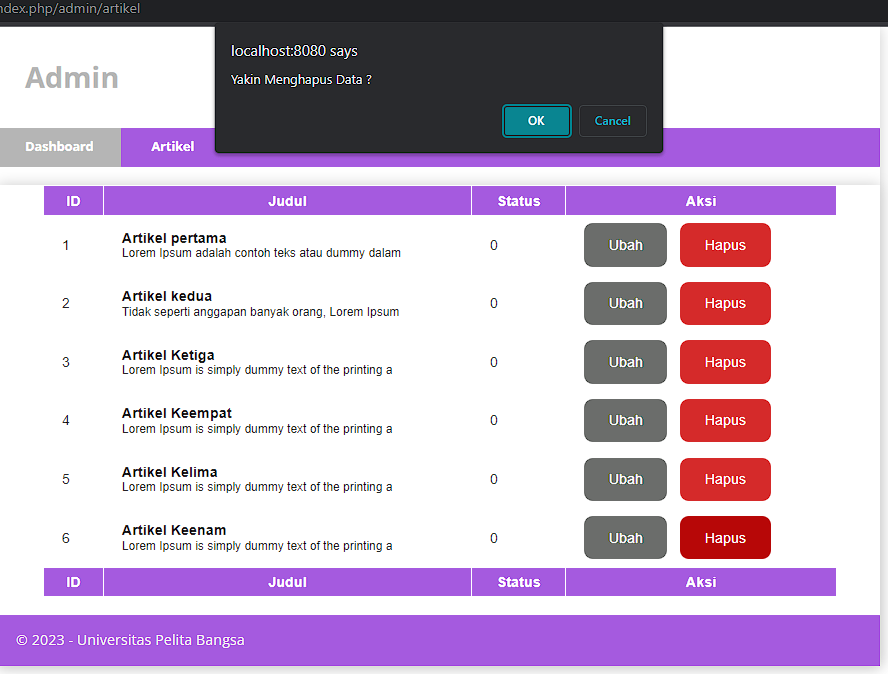 ndex.php/admin/artikel
localhost:8080 says
Yakin Menghapus Data ?
OK Cancel
Admin
Dashboard Artikel
ID Judul Status Aksi
1 Artikel pertama 0 Ubah Hapus
Lorem Ipsum adalah contoh teks atau dummy dalam
2 Artikel kedua 0 Ubah Hapus
Tidak seperti anggapan banyak orang, Lorem Ipsum
3 Artikel Ketiga 0 Ubah Hapus
Lorem Ipsum is simply dummy text of the printing a
4 Artikel Keempat 0 Ubah Hapus
Lorem Ipsum is simply dummy text of the printing a
5 Artikel Kelima 0 Ubah Hapus
Lorem Ipsum is simply dummy text of the printing a
6 Artikel Keenam 0 Ubah Hapus
Lorem Ipsum is simply dummy text of the printing a
ID Judul Status Aksi
© 2023 - Universitas Pelita Bangsa